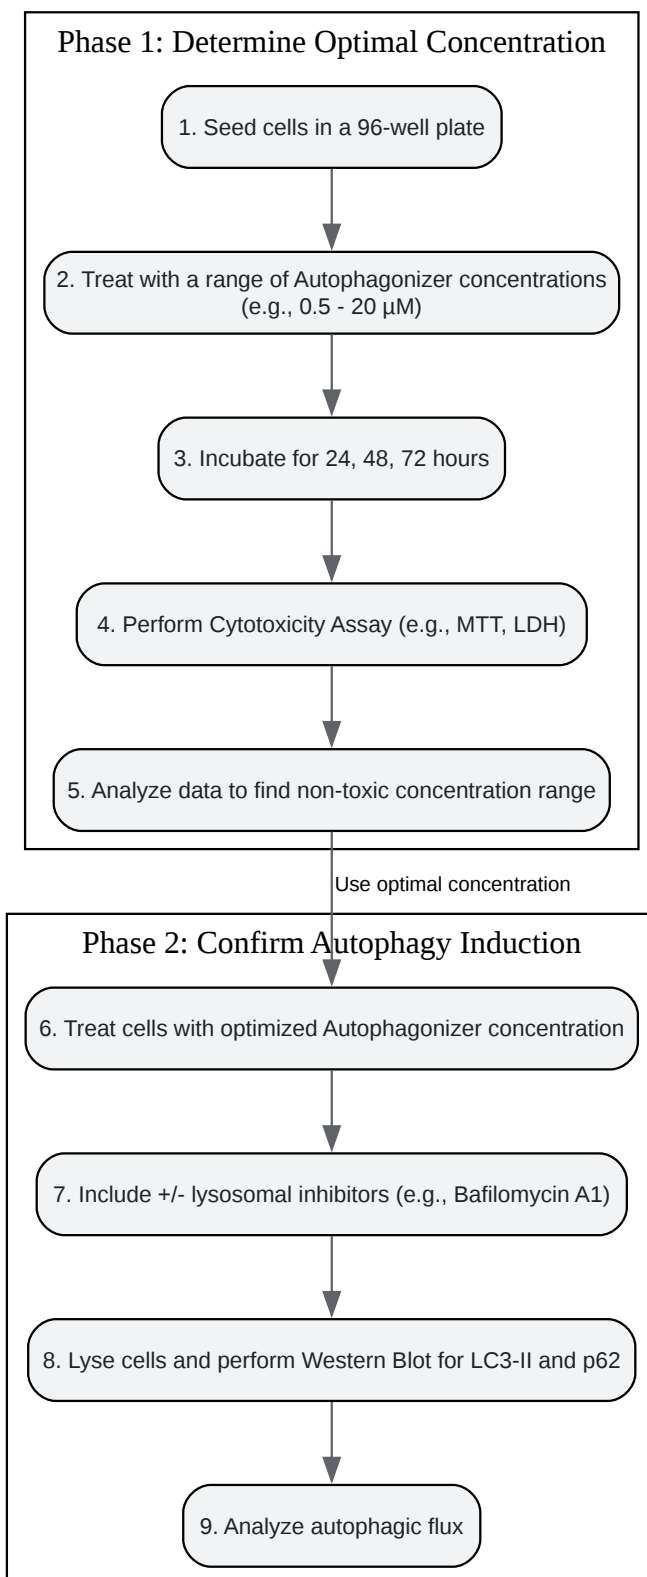 Phase 1: Determine Optimal Concentration
1. Seed cells in a 96-well plate
2. Treat with a range of Autophagonizer concentrations
(e.g., 0.5 - 20 µM)
3. Incubate for 24, 48, 72 hours
4. Perform Cytotoxicity Assay (e.g., MTT, LDH)
5. Analyze data to find non-toxic concentration range
Use optimal concentration
Phase 2: Confirm Autophagy Induction
6. Treat cells with optimized Autophagonizer concentration
7. Include +/- lysosomal inhibitors (e.g., Bafilomycin A1)
8. Lyse cells and perform Western Blot for LC3-II and p62
9. Analyze autophagic flux